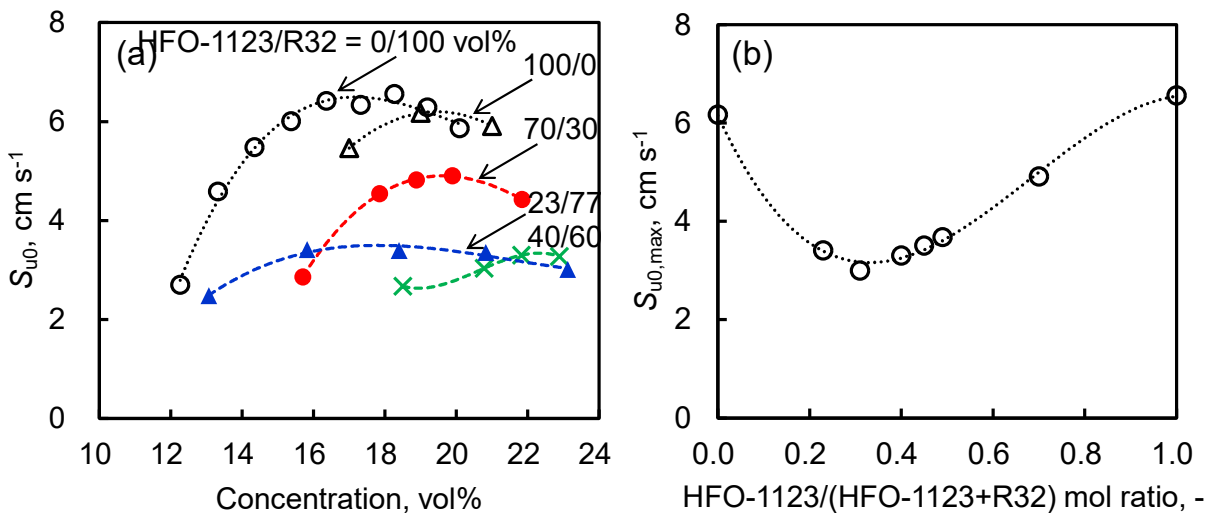 (a)
HFO-1123/R32 = 0/100 vol%
100/0
70/30
23/77
40/60
8
6
4
2
0
10 12 14 16 18 20 22 24
Concentration, vol%
Su0, cm s-1
(b)
8
6
4
2
0
0.0 0.2 0.4 0.6 0.8 1.0
HFO-1123/(HFO-1123+R32) mol ratio, -
Su0,max, cm s-1